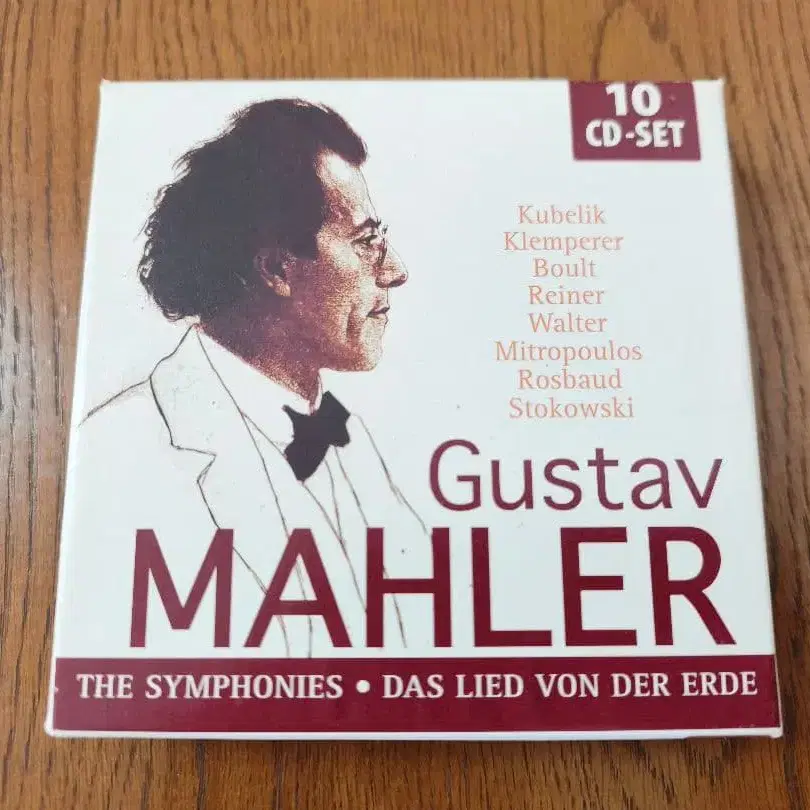 10
CD-SET
Kubelik
Klemperer
Boult
Reiner
Walter
Mitropoulos
Rosbaud
Stokowski
Gustav
MAHLER
THE SYMPHONIES • DAS LIED VON DER ERDE